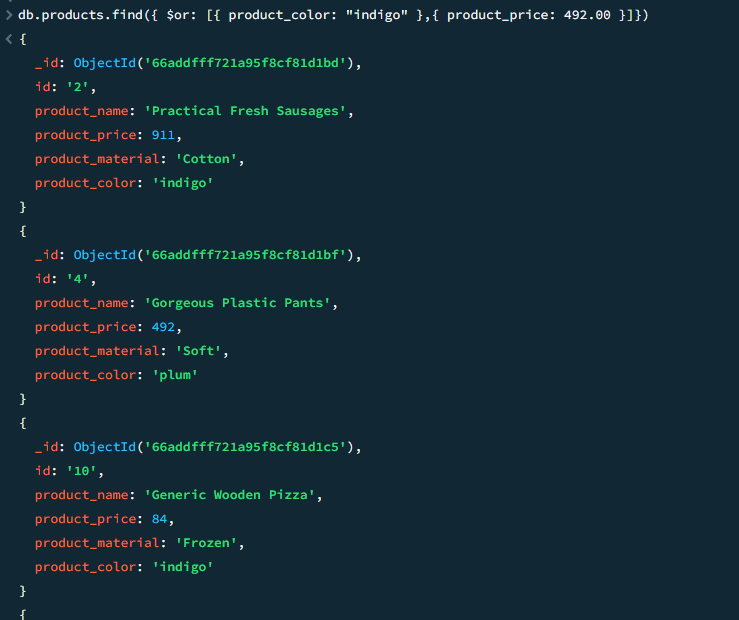 > db.products.find({ $or: [{ product_color: "indigo" },{ product_price: 492.00 }]})
< {
_id: ObjectId('66addfff721a95f8cf81d1bd'),
id: '2',
product_name: 'Practical Fresh Sausages',
product_price: 911,
product_material: 'Cotton',
product_color: 'indigo'
}
{
_id: ObjectId('66addfff721a95f8cf81d1bf'),
id: '4',
product_name: 'Gorgeous Plastic Pants',
product_price: 492,
product_material: 'Soft',
product_color: 'plum'
}
{
_id: ObjectId('66addfff721a95f8cf81d1c5'),
id: '10',
product_name: 'Generic Wooden Pizza',
product_price: 84,
product_material: 'Frozen',
product_color: 'indigo'
}
{